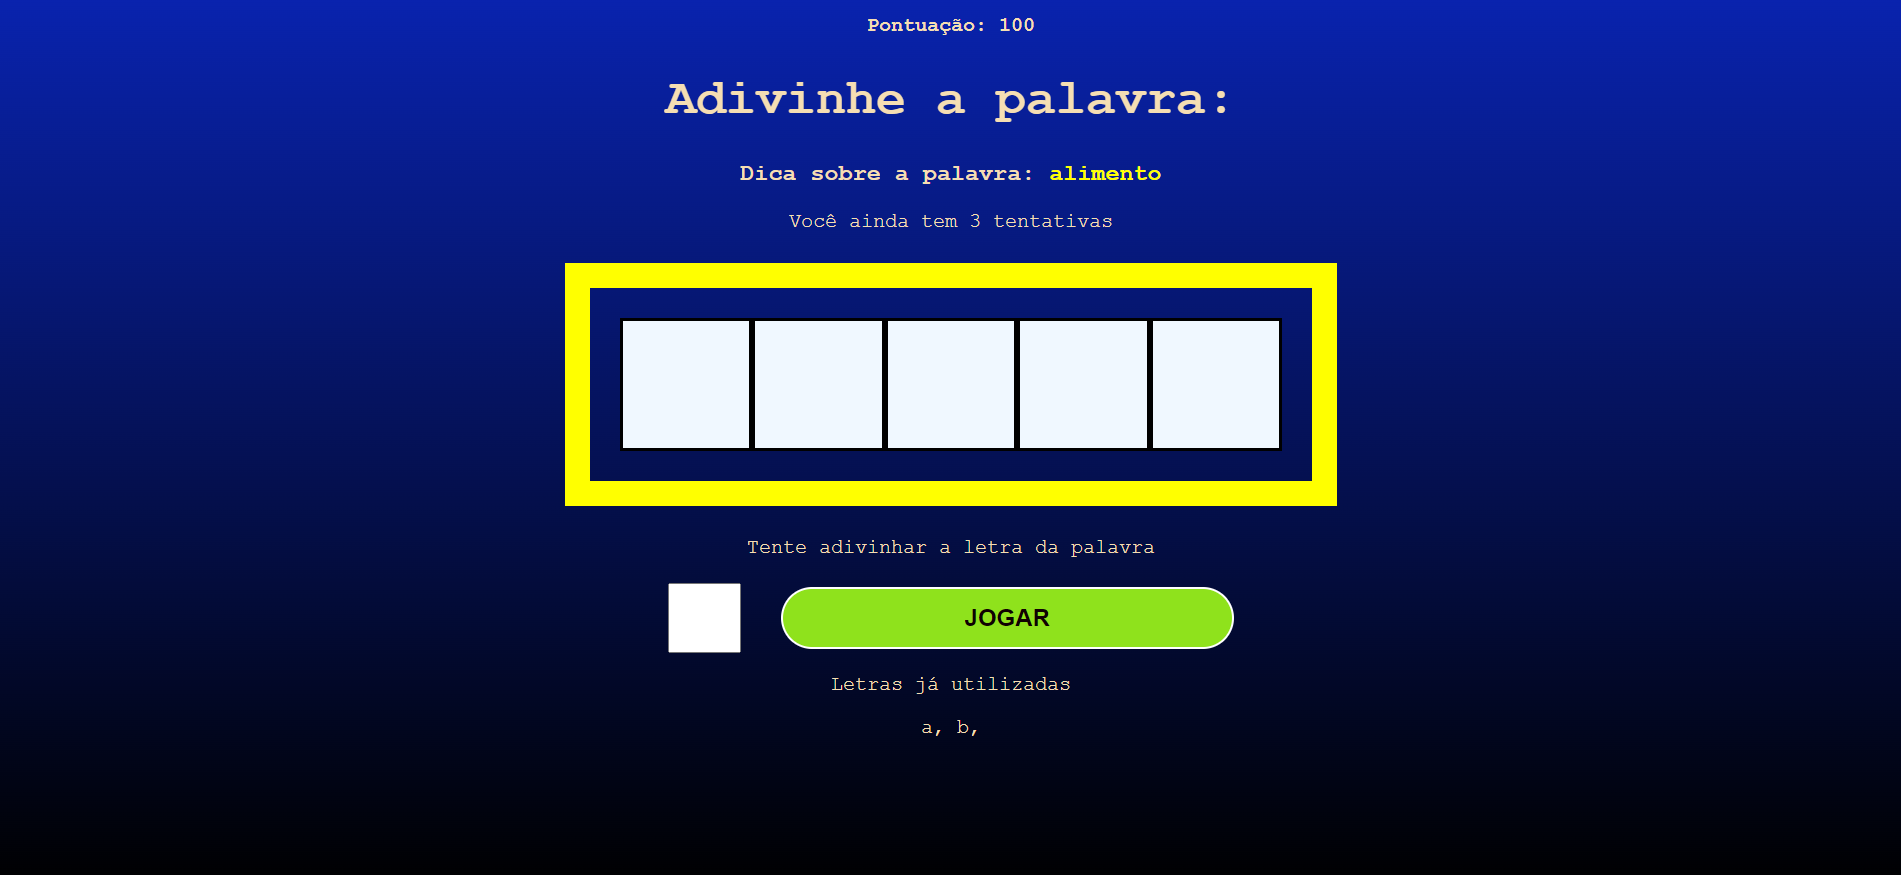 Pontuação: 100
Adivinhe a palavra:
Dica sobre a palavra: alimento
Você ainda tem 3 tentativas
Tente adivinhar a letra da palavra
JOGAR
Letras já utilizadas
a, b,